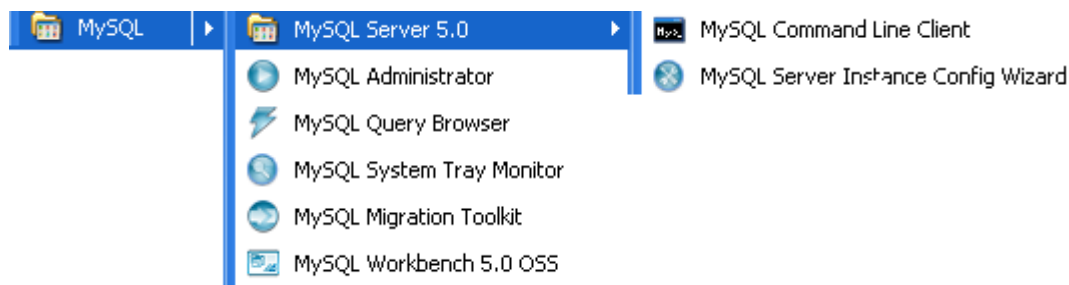 MySQL
MySQL Server 5.0
MySQL Administrator
MySQL Query Browser
MySQL System Tray Monitor
MySQL Migration Toolkit
MySQL Workbench 5.0 OSS
MySQL Command Line Client
MySQL Server Instance Config Wizard